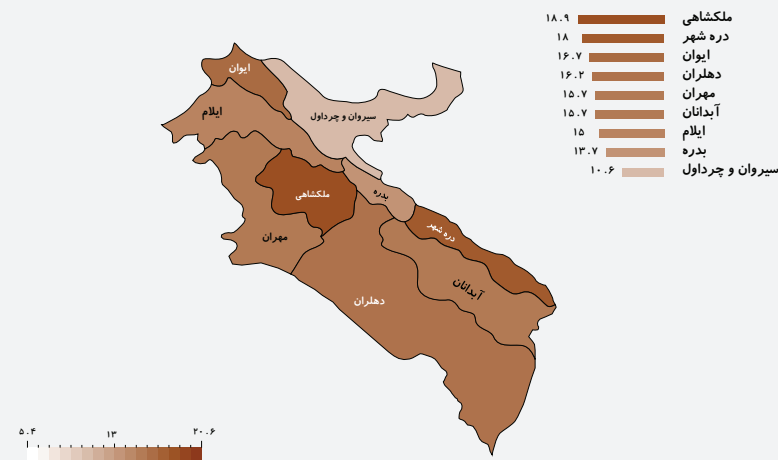 ملکشاهی ۱۸.۹
دره شهر ۱۸
ایوان ۱۶.۷
دهلران ۱۶.۲
مهران ۱۵.۷
آبدانان ۱۵.۷
ایلام ۱۵
بدره ۱۳.۷
سیروان و چرداول ۱۰.۶
ایوان
ایلام
سیروان و چرداول
ملکشاهی
بدره
مهران
دره شهر
آبدانان
دهلران
۵.۴ ۱۳ ۲۰.۶